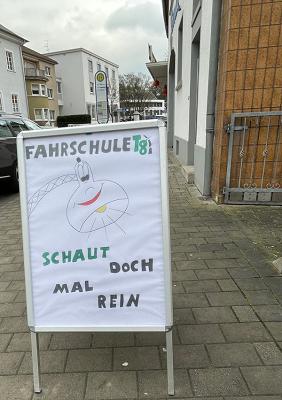 FAHRSCHULE T8
SCHAUT
DOCH
MAL
REIN